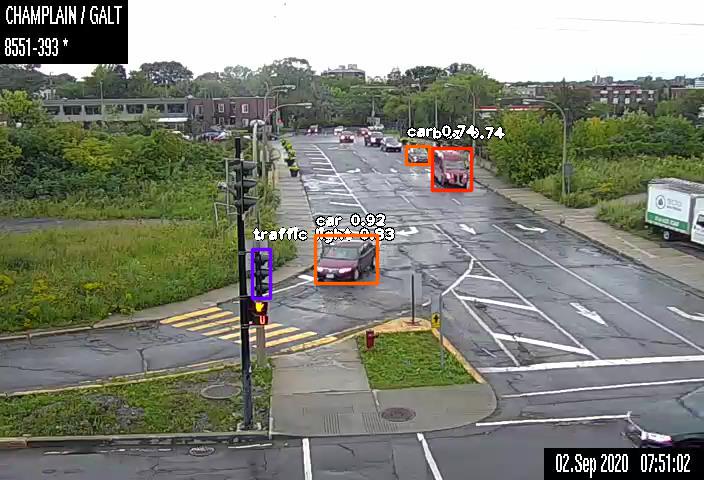 CHAMPLAIN / GALT
8551-393 *
car 0.74
0.74
car 0.92
traffic light 0.83
02.Sep 2020 07:51:02